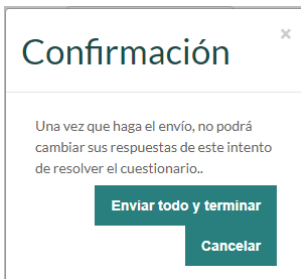 Confirmación
×
Una vez que haga el envío, no podrá
cambiar sus respuestas de este intento
de resolver el cuestionario..
Enviar todo y terminar
Cancelar